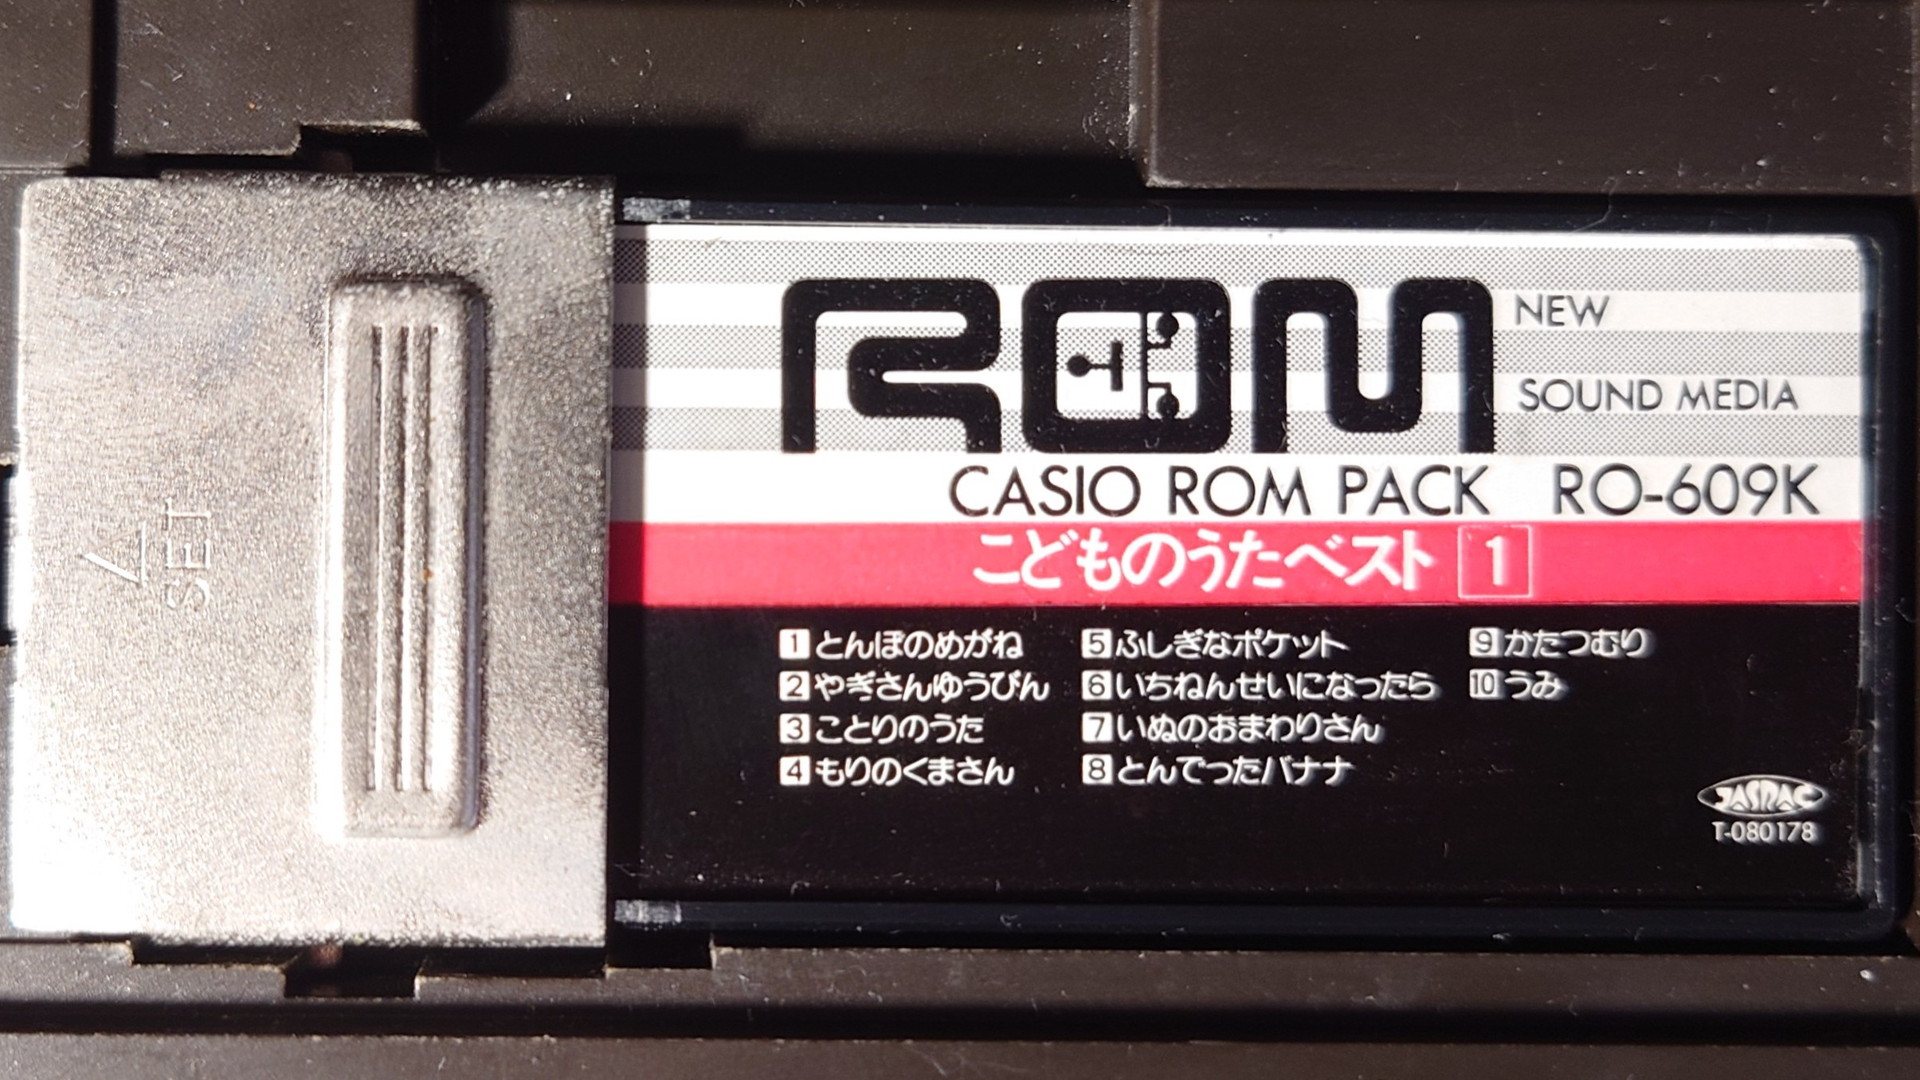 △
SET
ROM
NEW
SOUND MEDIA
CASIO ROM PACK RO-609K
こどものうたベスト 1
1 とんぼのめがね
2 やぎさんゆうびん
3 ことりのうた
4 もりのくまさん
5 ふしぎなポケット
6 いちねんせいになったら
7 いぬのおまわりさん
8 とんでったバナナ
9 かたつむり
10 うみ
JASRAC
T-080178